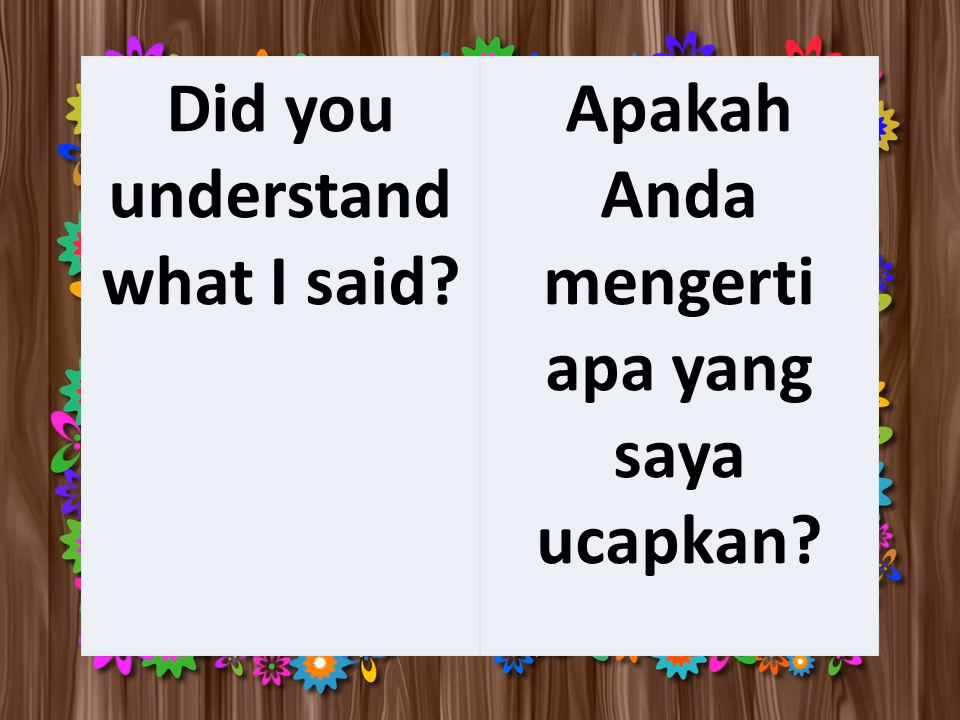 Did you
understand
what I said?
Apakah
Anda
mengerti
apa yang
saya
ucapkan?